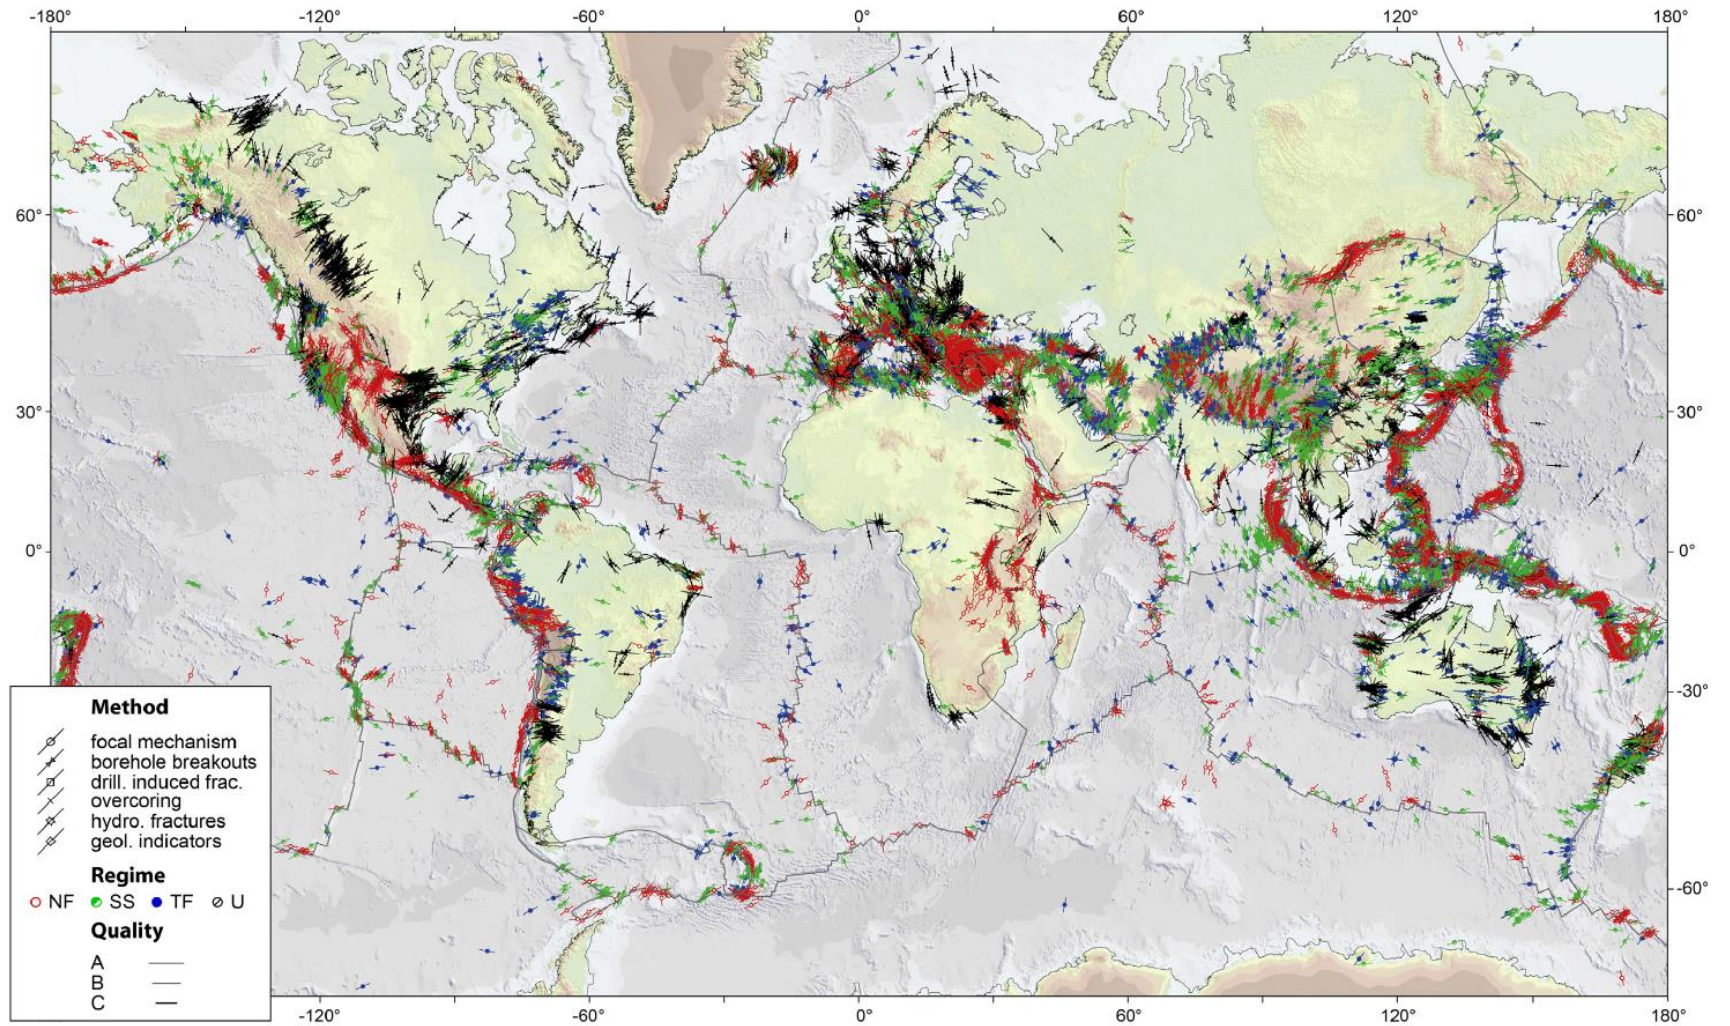 -180° -120° -60° 0° 60° 120° 180°
60° 60°
30° 30°
0° 0°
-30°
-60°
Method
focal mechanism
borehole breakouts
drill. induced frac.
overcoring
hydro. fractures
geol. indicators
Regime
NF SS TF U
Quality
A
B
C
-120° -60° 0° 60° 120° 180°